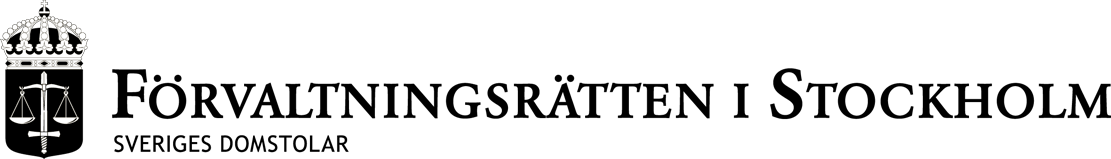 FÖRVALTNINGSRÄTTEN I STOCKHOLM
SVERIGES DOMSTOLAR